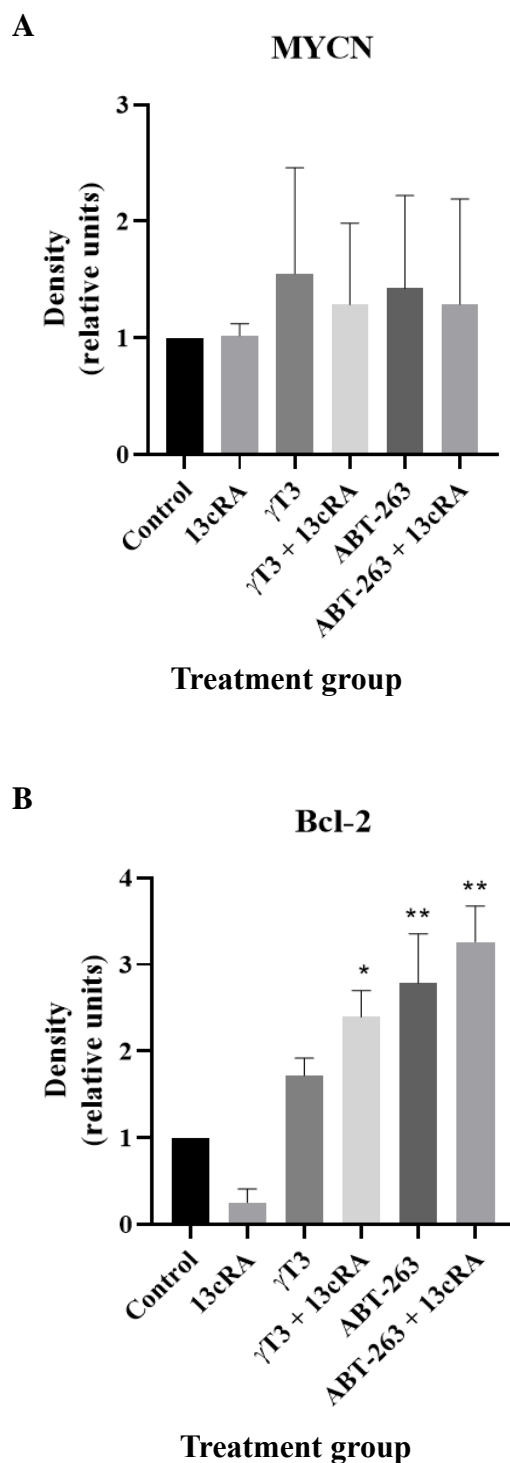 A
MYCN
Density
(relative units)
3
2
1
0
Control
13cRA
γT3
γT3 + 13cRA
ABT-263
ABT-263 + 13cRA
Treatment group
B
Bcl-2
Density
(relative units)
4
3
2
1
0
*
**
**
Control
13cRA
γT3
γT3 + 13cRA
ABT-263
ABT-263 + 13cRA
Treatment group